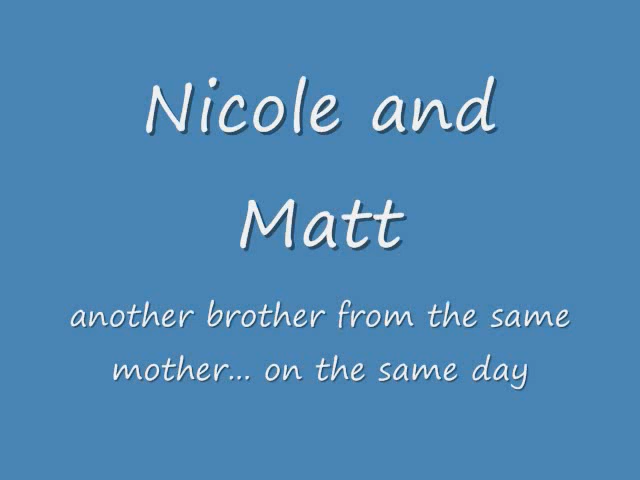 Nicole and
Matt
another brother from the same
mother... on the same day